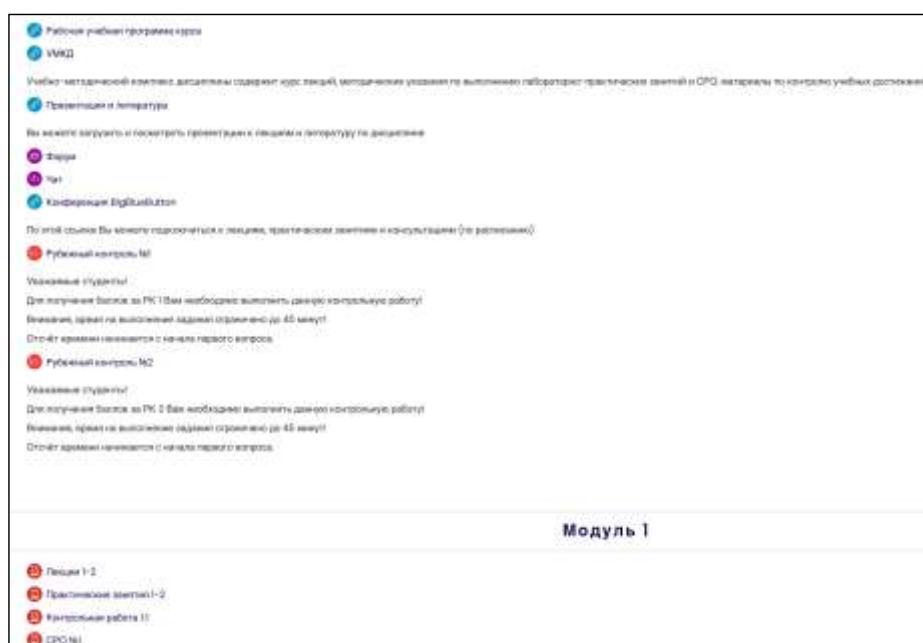 Рабочая учебная программа курса
УМКД
Учебно-методический комплекс дисциплины содержит курс лекций, методические указания по выполнению лабораторно-практических занятий и СРО, материалы по контролю учебных достижений
Презентации и литература
Вы можете загрузить и посмотреть презентации к лекциям и литературу по дисциплине
Форум
Чат
Конференция BigBlueButton
По этой ссылке Вы можете подключиться к лекциям, практическим занятиям и консультациям (по расписанию)
Рубежный контроль №1
Уважаемые студенты!
Для получения баллов за РК 1 Вам необходимо выполнить данную контрольную работу!
Внимание, время на выполнение задания ограничено до 45 минут!
Отсчёт времени начинается с начала первого вопроса.
Рубежный контроль №2
Уважаемые студенты!
Для получения баллов за РК 2 Вам необходимо выполнить данную контрольную работу!
Внимание, время на выполнение задания ограничено до 45 минут!
Отсчёт времени начинается с начала первого вопроса.
Модуль 1
Лекции 1-2
Практические занятия 1-2
Контрольная работа 1.1
СРО №1